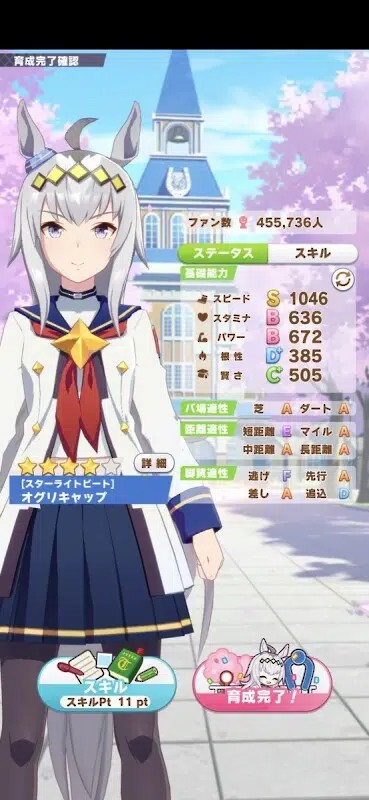 育成完了確認
ファン数 455,736人
ステータス スキル
基礎能力
スピード S 1046
スタミナ B 636
パワー B 672
根性 D+ 385
賢さ C+ 505
バ場適性 芝 A ダート A
距離適性 短距離 E マイル A
中距離 A 長距離 A
脚質適性 逃げ F 先行 A
差し A 追込 D
詳細
[スターライトビート]
オグリキャップ
スキル
スキルPt 11 pt
育成完了!